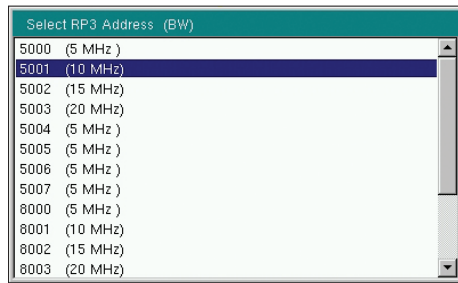 Select RP3 Address (BW)
5000 (5 MHz )
5001 (10 MHz)
5002 (15 MHz)
5003 (20 MHz)
5004 (5 MHz )
5005 (5 MHz )
5006 (5 MHz )
5007 (5 MHz )
8000 (5 MHz )
8001 (10 MHz)
8002 (15 MHz)
8003 (20 MHz)